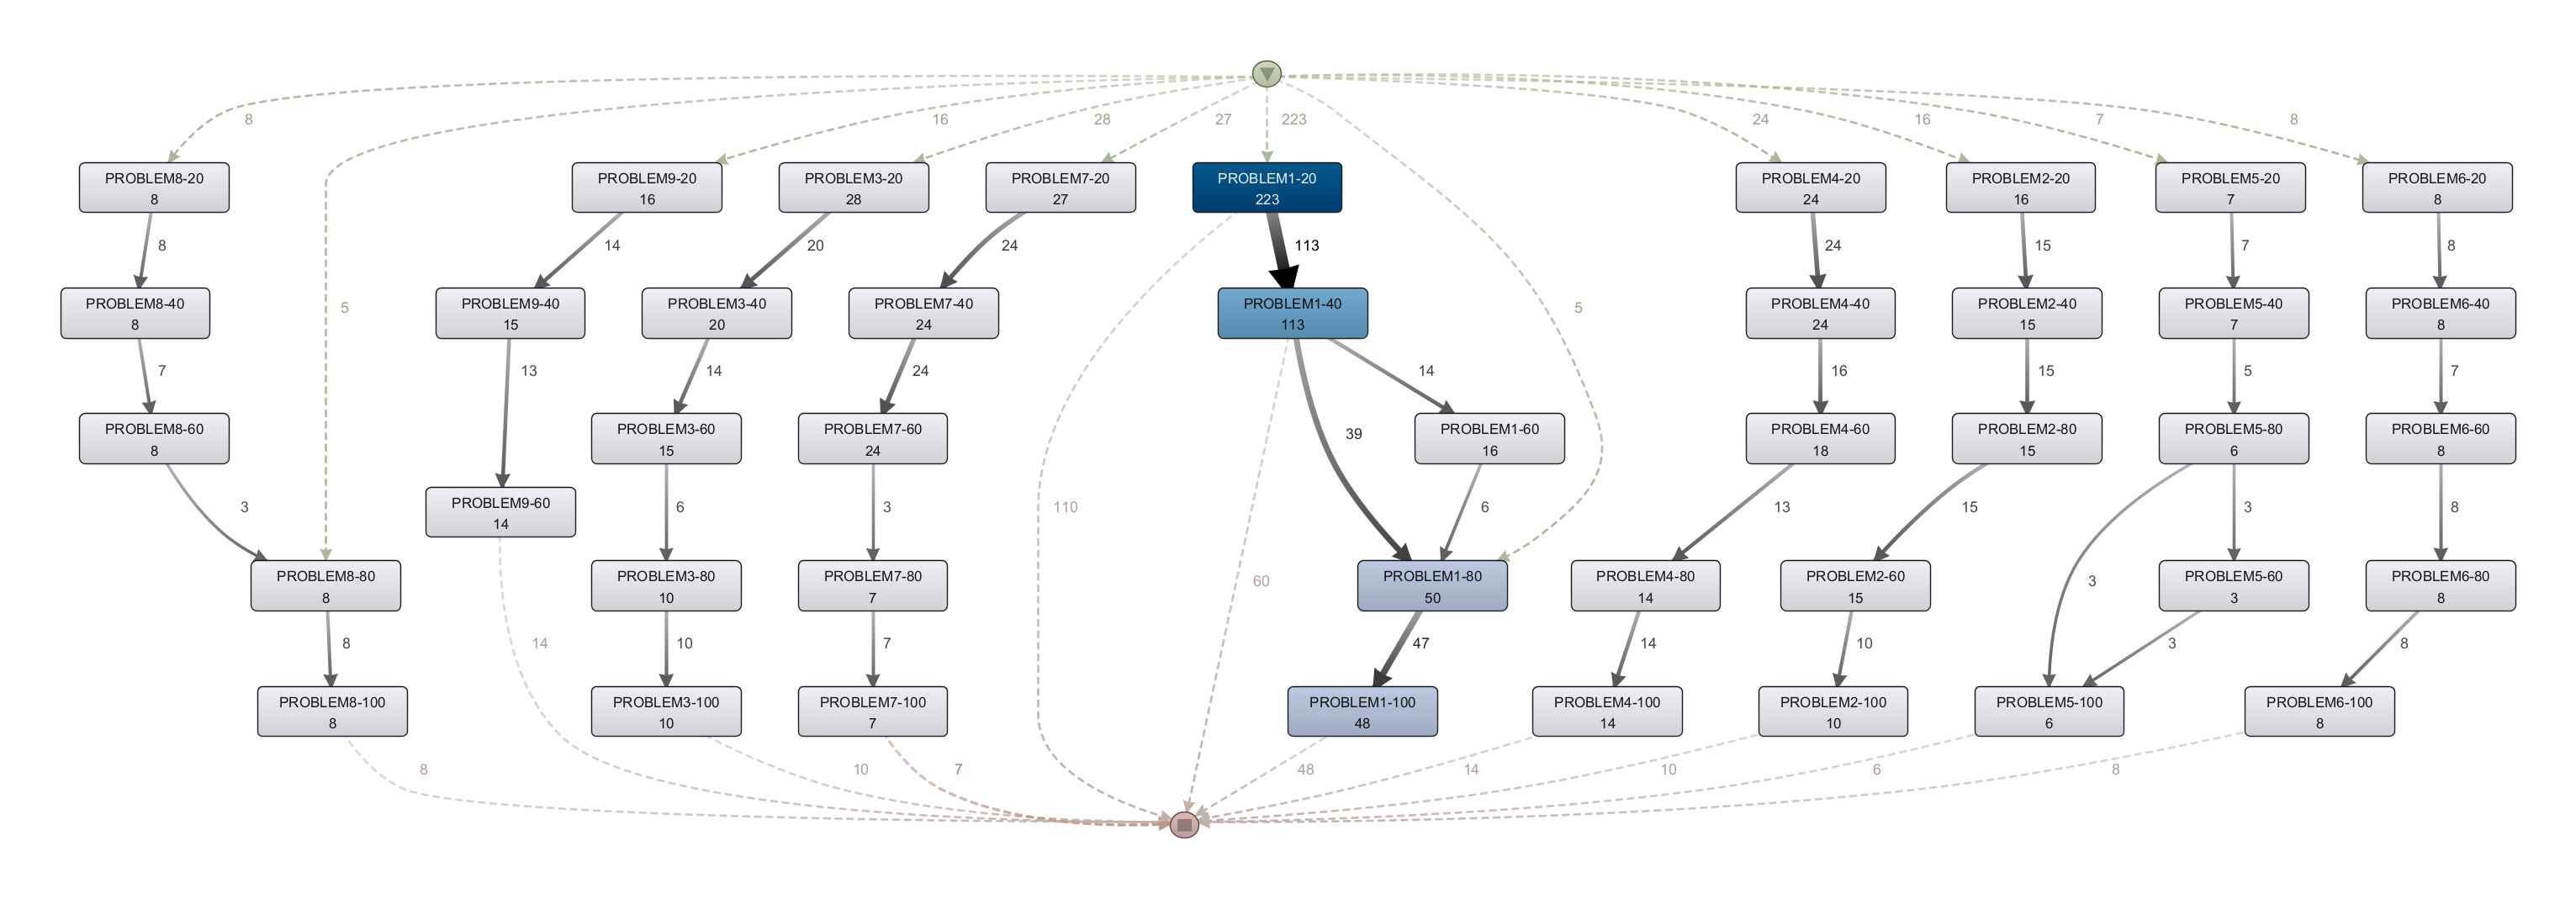 8
16
28
27
223
24
16
7
8
PROBLEM8-20
8
PROBLEM9-20
16
PROBLEM3-20
28
PROBLEM7-20
27
PROBLEM1-20
223
PROBLEM4-20
24
PROBLEM2-20
16
PROBLEM5-20
7
PROBLEM6-20
8
8
14
20
24
113
24
15
7
8
PROBLEM8-40
8
5
PROBLEM9-40
15
PROBLEM3-40
20
PROBLEM7-40
24
PROBLEM1-40
113
5
PROBLEM4-40
24
PROBLEM2-40
15
PROBLEM5-40
7
PROBLEM6-40
8
7
13
14
24
14
16
15
5
7
PROBLEM8-60
8
PROBLEM3-60
15
PROBLEM7-60
24
39
PROBLEM1-60
16
PROBLEM4-60
18
PROBLEM2-80
15
PROBLEM5-80
6
PROBLEM6-60
8
3
PROBLEM9-60
14
6
3
110
6
13
15
3
8
PROBLEM8-80
8
PROBLEM3-80
10
PROBLEM7-80
7
60
PROBLEM1-80
50
PROBLEM4-80
14
PROBLEM2-60
15
3
PROBLEM5-60
3
PROBLEM6-80
8
8
14
10
7
47
14
10
3
8
PROBLEM8-100
8
PROBLEM3-100
10
PROBLEM7-100
7
PROBLEM1-100
48
PROBLEM4-100
14
PROBLEM2-100
10
PROBLEM5-100
6
PROBLEM6-100
8
8
10
7
48
14
10
6
8